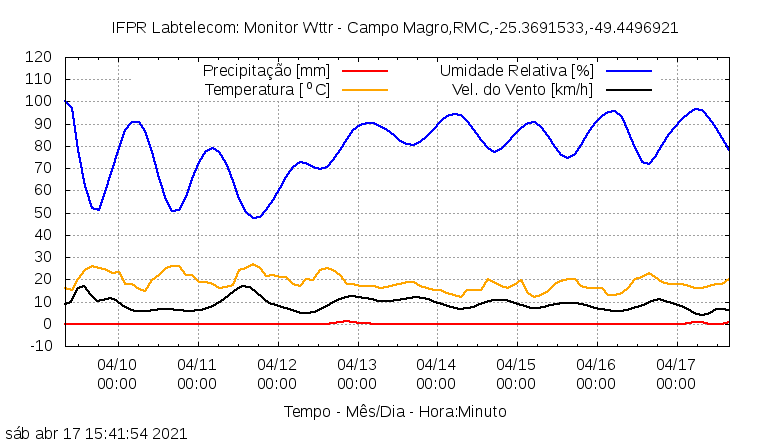 IFPR Labtelecom: Monitor Wttr - Campo Magro,RMC,-25.3691533,-49.4496921
Precipitação [mm]
Temperatura [⁰C]
Umidade Relativa [%]
Vel. do Vento [km/h]
120
110
100
90
80
70
60
50
40
30
20
10
0
-10
04/10 04/11 04/12 04/13 04/14 04/15 04/16 04/17
00:00 00:00 00:00 00:00 00:00 00:00 00:00 00:00
Tempo - Mês/Dia - Hora:Minuto
sáb abr 17 15:41:54 2021